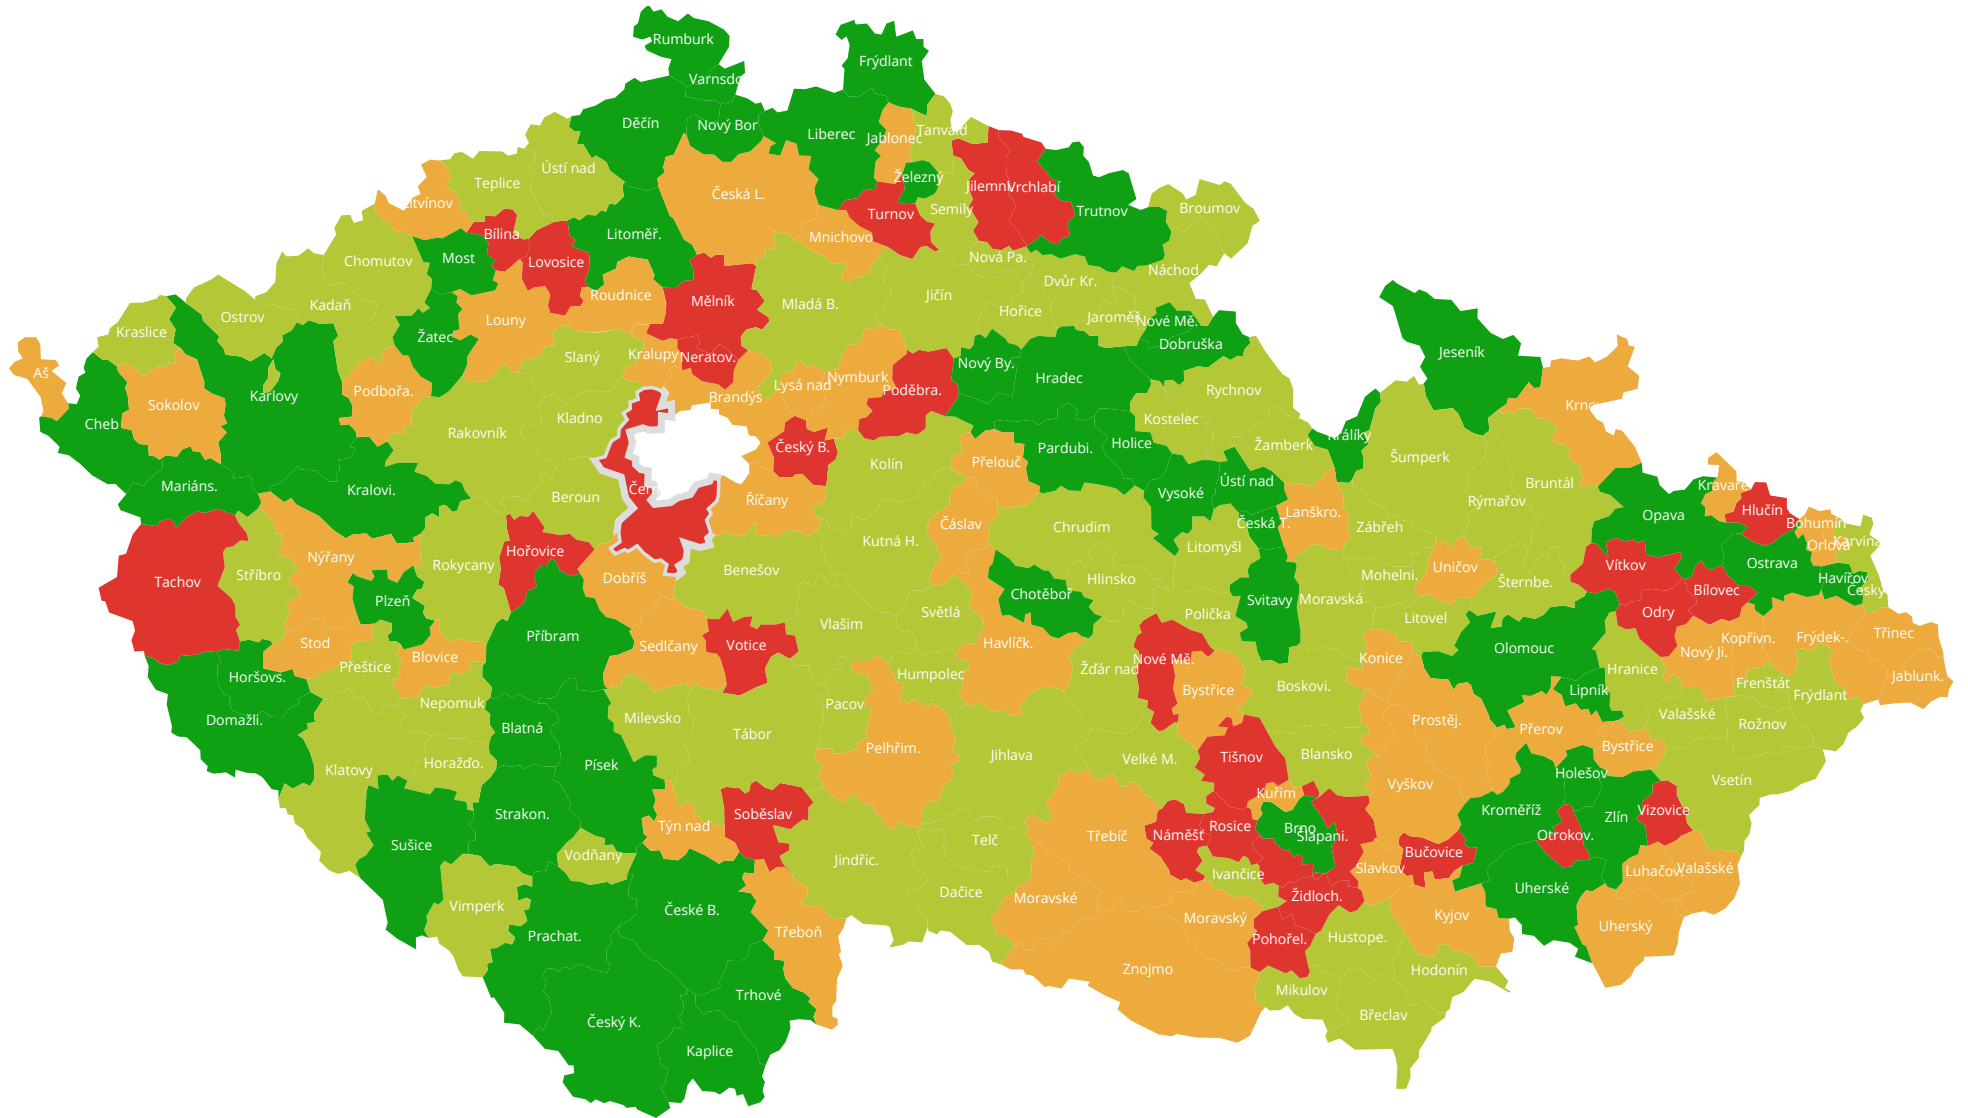 Rumburk
Frýdlant
Varnsdo
Děčín
Nový Bor
Liberec
Jablonec
Tanvald
Ústí nad
Teplice
Česká L.
Železný
Jilemni
Vrchlabí
Litvínov
Turnov
Semily
Trutnov
Broumov
Bílina
Litoměř.
Mnichovo
Most
Lovosice
Chomutov
Nová Pa.
Náchod
Dvůr Kr.
Roudnice
Mělník
Mladá B.
Jičín
Kadaň
Hořice
Jaroměř
Ostrov
Louny
Nové Mě.
Kraslice
Žatec
Dobruška
Slaný
Kralupy
Neratov.
Nový By.
Jeseník
Aš
Lysá nad
Nymburk
Hradec
Podbořa.
Poděbra.
Rychnov
Karlovy
Brandýs
Sokolov
Krnov
Kladno
Kostelec
Cheb
Rakovník
Králíky
Český B.
Pardubi.
Holice
Žamberk
Kolín
Přelouč
Šumperk
Mariáns.
Kralovi.
Čern
Beroun
Říčany
Vysoké
Ústí nad
Bruntál
Kravaře
Rýmařov
Lanškro.
Hlučín
Opava
Čáslav
Chrudim
Česká T.
Zábřeh
Bohumín
Kutná H.
Karviná
Hořovice
Litomyšl
Orlová
Nýřany
Rokycany
Vítkov
Ostrava
Stříbro
Benešov
Dobříš
Hlinsko
Mohelni.
Uničov
Tachov
Šternbe.
Havířov
Chotěboř
Bílovec
Český
Plzeň
Svitavy
Moravská
Světlá
Polička
Odry
Vlašim
Litovel
Příbram
Třinec
Kopřivn.
Frýdek-.
Stod
Sedlčany
Votice
Havlíčk.
Olomouc
Nový Ji.
Blovice
Nové Mě.
Konice
Přeštice
Žďár nad
Hranice
Horšovs.
Humpolec
Jablunk.
Boskovi.
Bystřice
Lipník
Frenštát
Frýdlant
Nepomuk
Pacov
Milevsko
Valašské
Domažli.
Prostěj.
Rožnov
Blatná
Přerov
Tábor
Pelhřim.
Bystřice
Jihlava
Blansko
Tišnov
Velké M.
Horažďo.
Písek
Klatovy
Holešov
Vsetín
Vyškov
Kuřim
Strakon.
Soběslav
Kroměříž
Vizovice
Zlín
Týn nad
Rosice
Brno
Náměšť
Třebíč
Šlapani.
Otrokov.
Telč
Sušice
Bučovice
Vodňany
Jindřic.
Slavkov
Valašské
Luhačov.
Ivančice
Uherské
Dačice
Židloch.
Moravské
Vimperk
České B.
Kyjov
Moravský
Uherský
Třeboň
Prachat.
Pohořel.
Hustope.
Znojmo
Hodonín
Mikulov
Trhové
Břeclav
Český K.
Kaplice